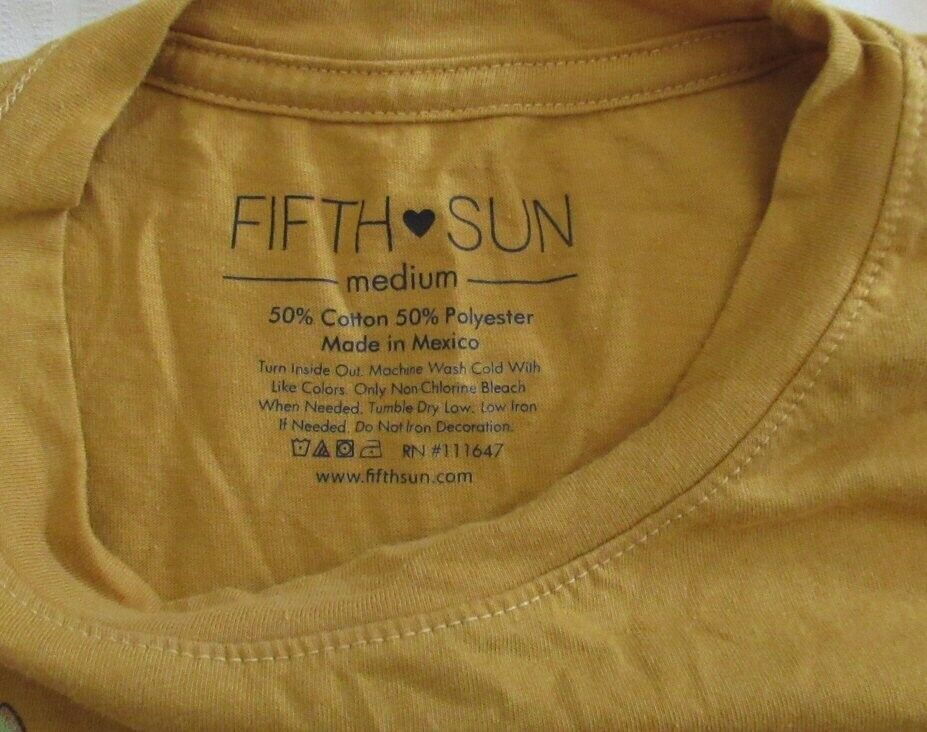 FIFTH♥SUN
medium
50% Cotton 50% Polyester
Made in Mexico
Turn Inside Out. Machine Wash Cold With
Like Colors. Only Non-Chlorine Bleach
When Needed. Tumble Dry Low. Low Iron
If Needed. Do Not Iron Decoration.
RN #111647
www.fifthsun.com